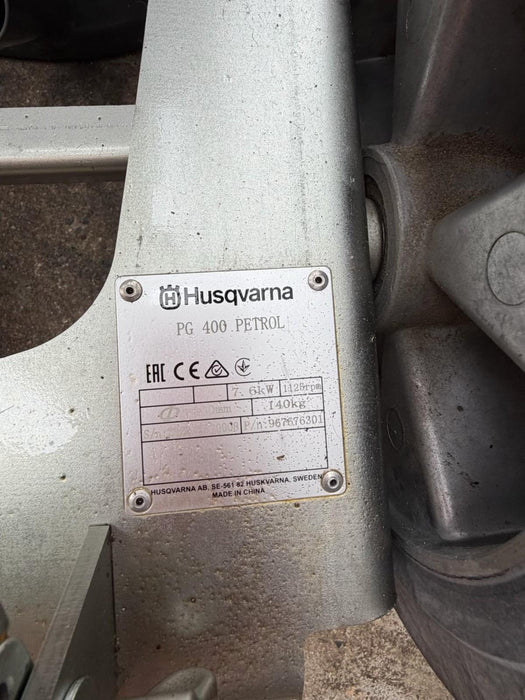 Husqvarna
PG 400 PETROL
EAC CE
7.6kW 1125rpm
140kg
P/n:967676301
HUSQVARNA AB, SE-561 82 HUSKVARNA, SWEDEN
MADE IN CHINA